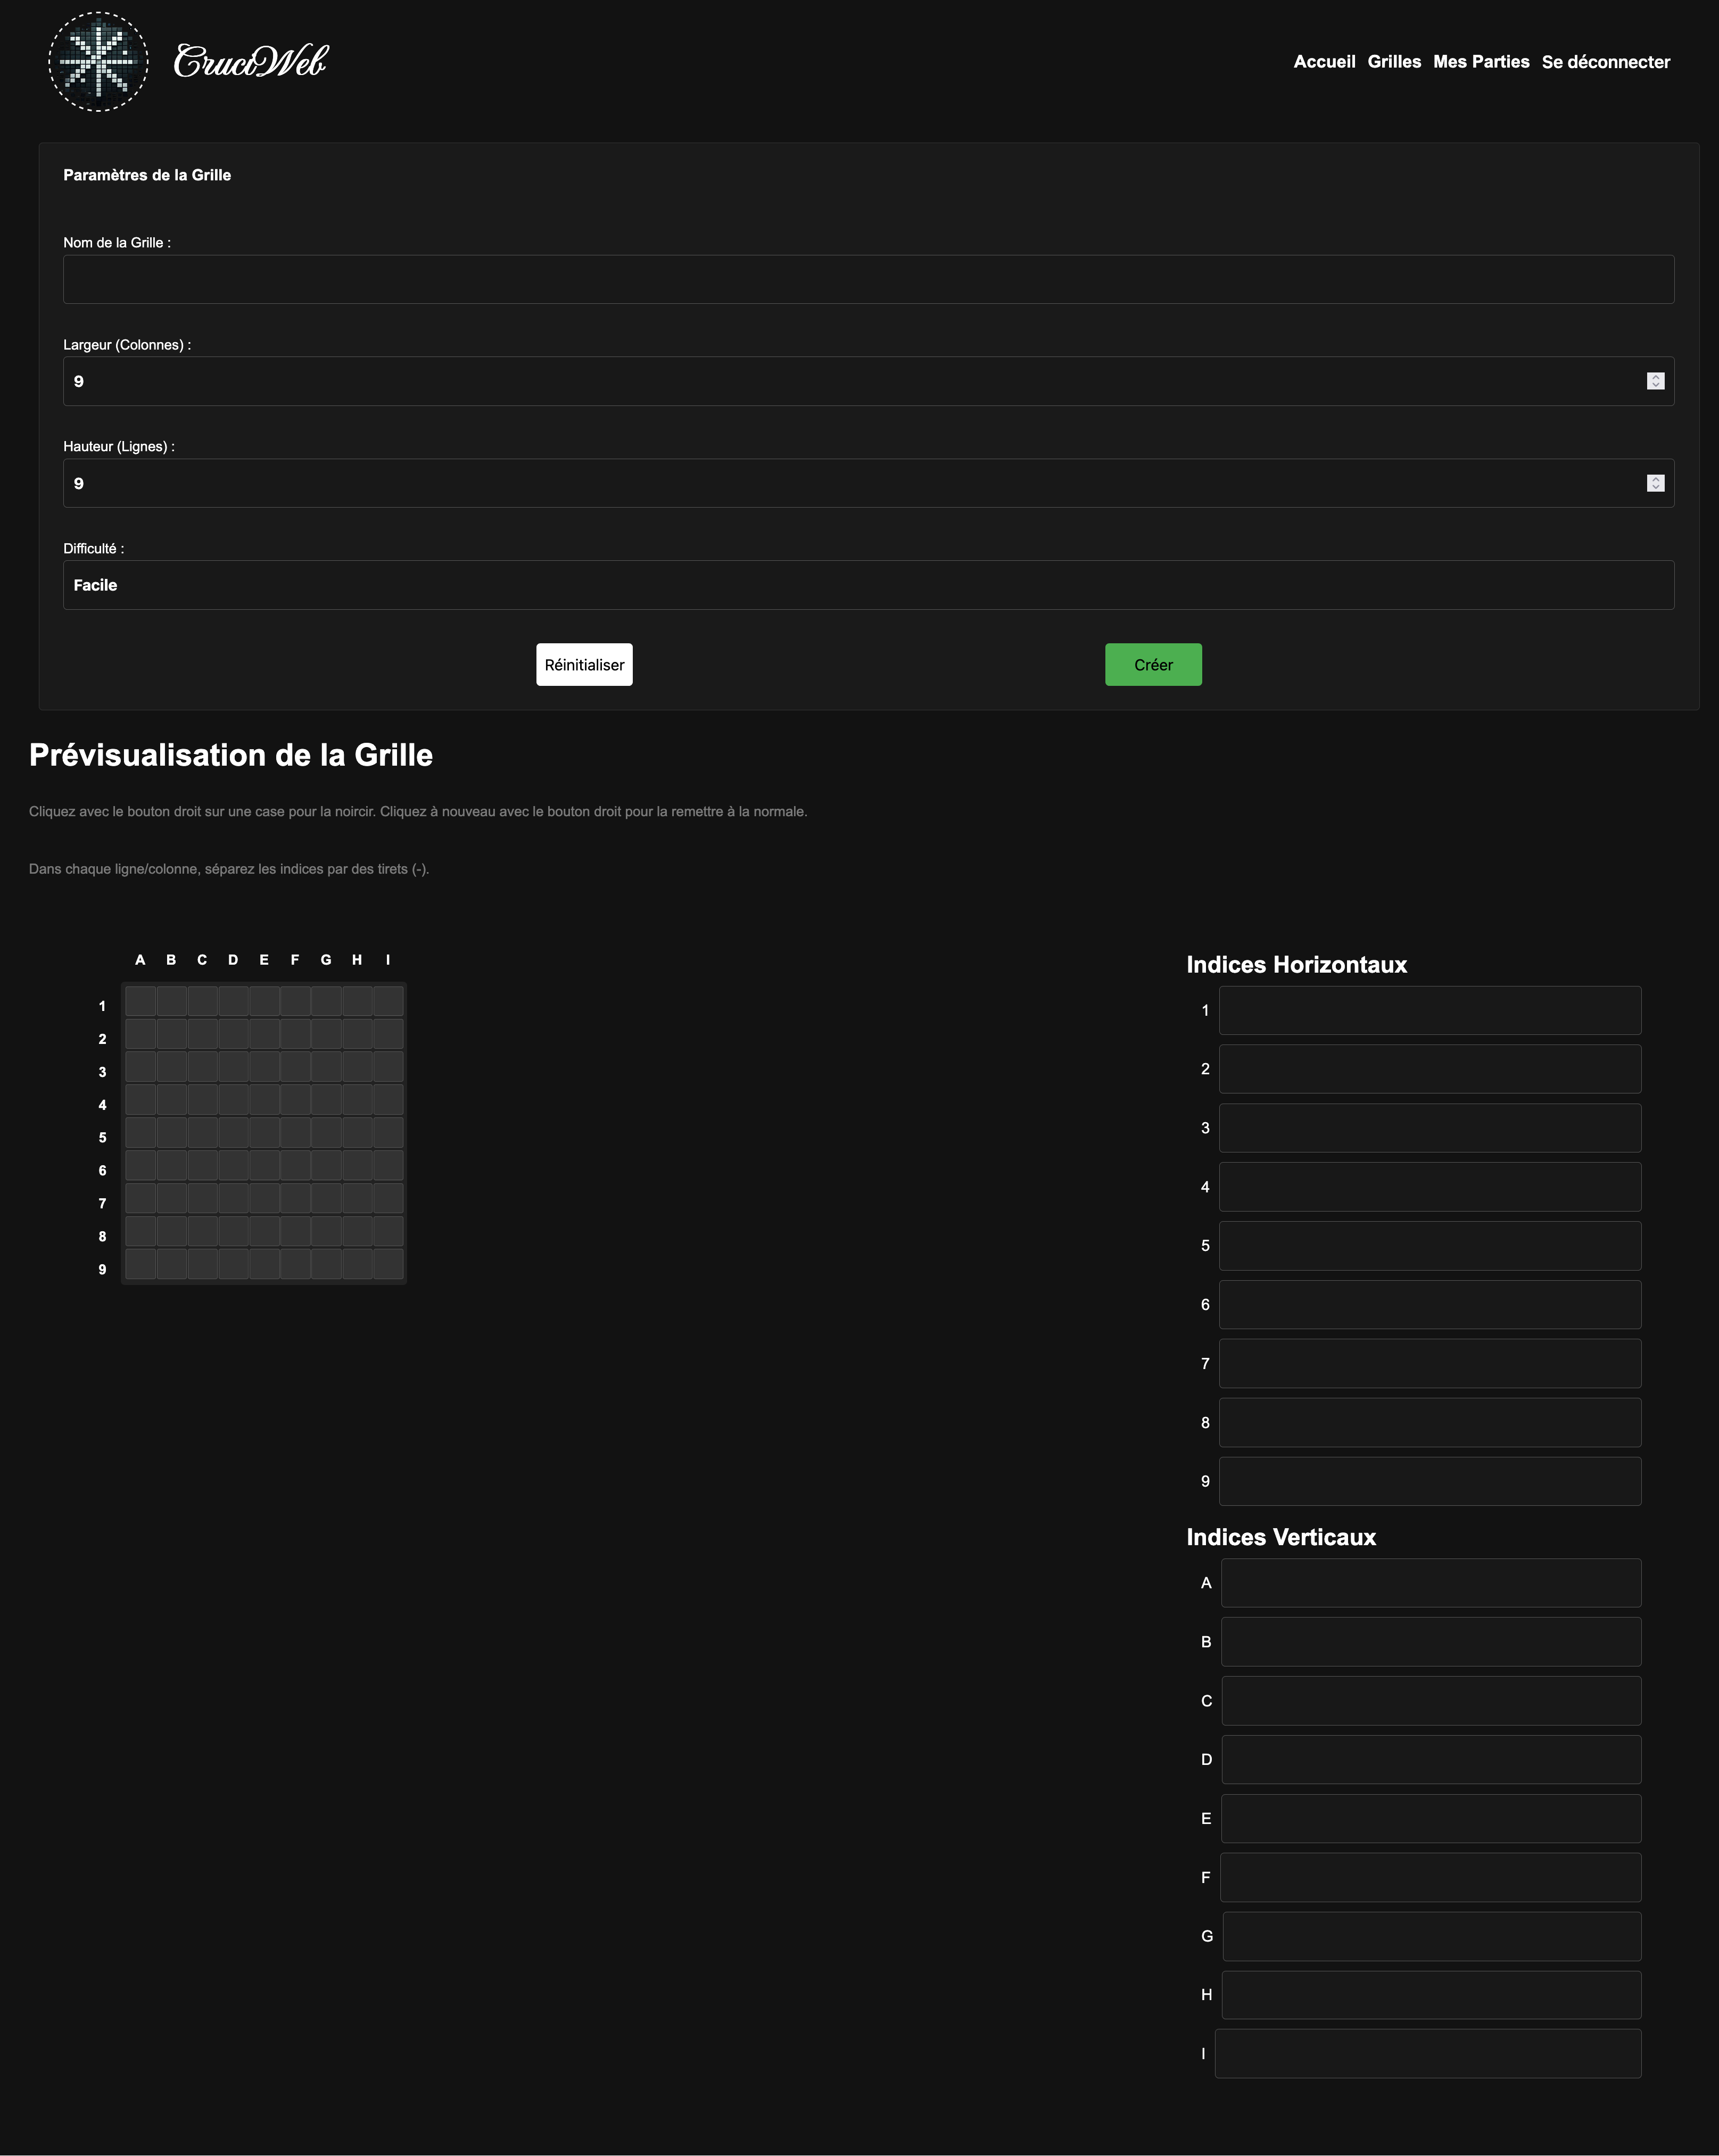 CruciWeb
Accueil Grilles Mes Parties Se déconnecter
Paramètres de la Grille
Nom de la Grille :
Largeur (Colonnes) :
9
Hauteur (Lignes) :
9
Difficulté :
Facile
Réinitialiser Créer
Prévisualisation de la Grille
Cliquez avec le bouton droit sur une case pour la noircir. Cliquez à nouveau avec le bouton droit pour la remettre à la normale.
Dans chaque ligne/colonne, séparez les indices par des tirets (-).
A B C D E F G H I
1
2
3
4
5
6
7
8
9
Indices Horizontaux
1
2
3
4
5
6
7
8
9
Indices Verticaux
A
B
C
D
E
F
G
H
I